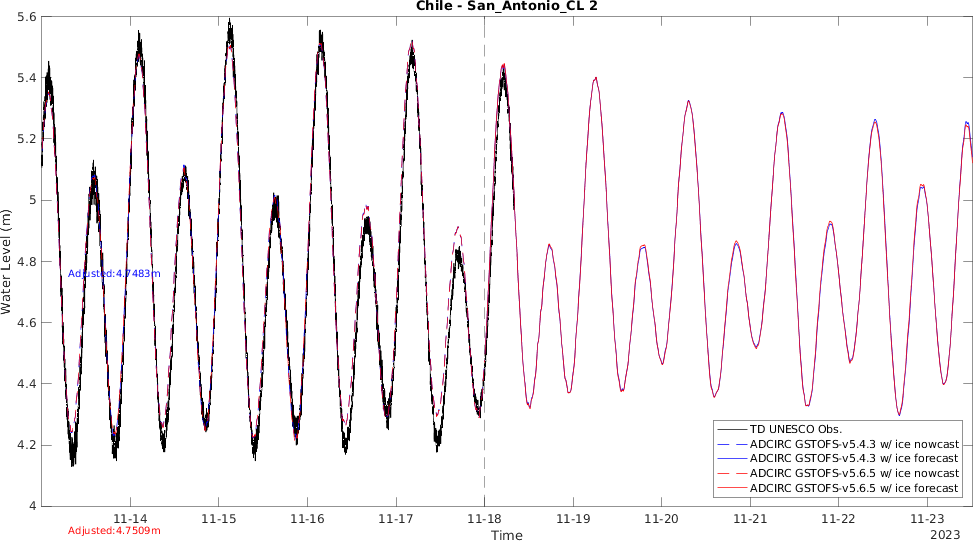 Chile - San_Antonio_CL 2
Water Level (m)
5.6
5.4
5.2
5
4.8
4.6
4.4
4.2
4
Adjusted:4.7483m
Adjusted:4.7509m
TD UNESCO Obs.
ADCIRC GSTOFS-v5.4.3 w/ ice nowcast
ADCIRC GSTOFS-v5.4.3 w/ ice forecast
ADCIRC GSTOFS-v5.6.5 w/ ice nowcast
ADCIRC GSTOFS-v5.6.5 w/ ice forecast
11-14 11-15 11-16 11-17 11-18 11-19 11-20 11-21 11-22 11-23
2023
Time